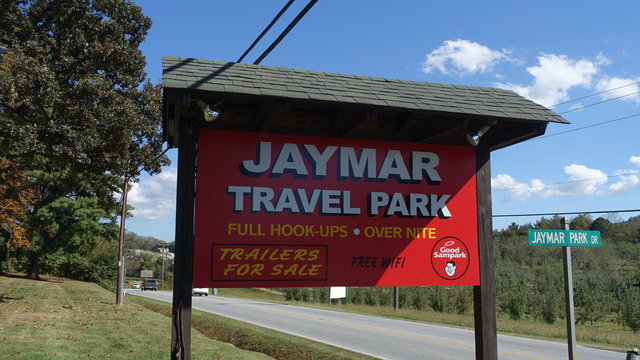 JAYMAR
TRAVEL PARK
FULL HOOK-UPS • OVER NITE
TRAILERS
FOR SALE
FREE WIFI
Good
Sampark
JAYMAR PARK DR